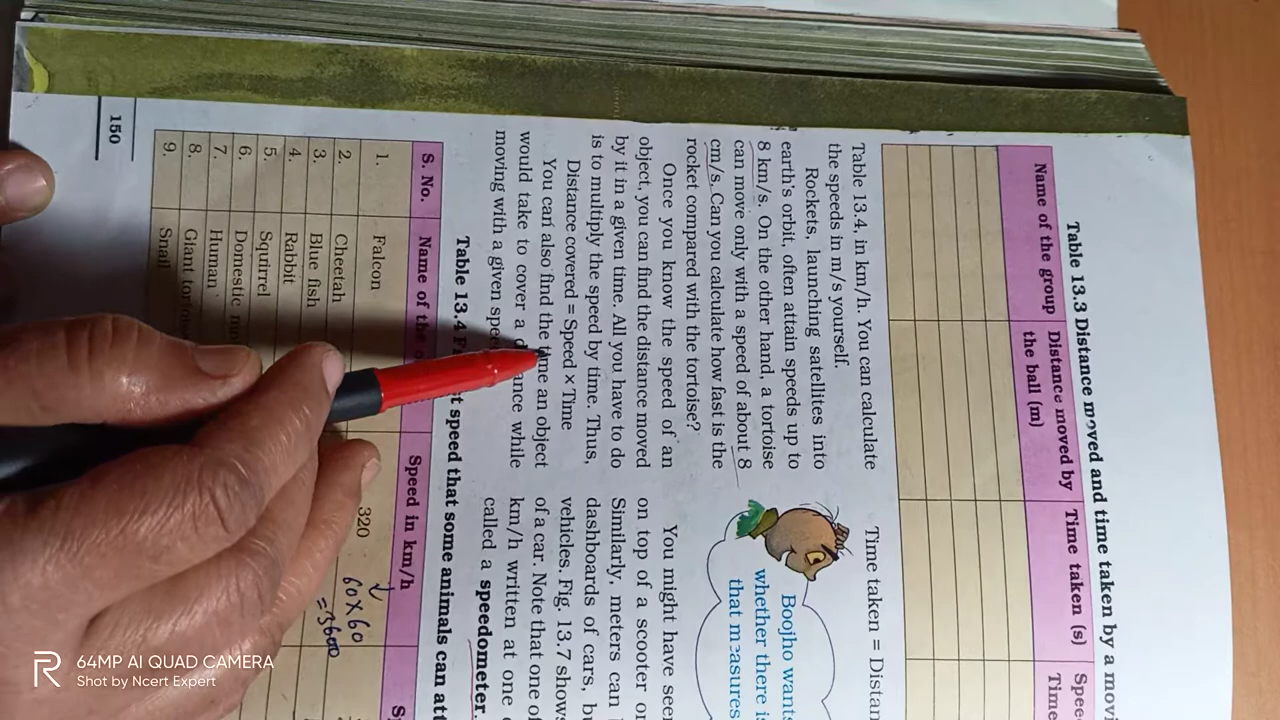 Table 13.3 Distance moved and time taken by a movi
Name of the group
Distance moved by
the ball (m)
Time taken (s)
Spee
Time
Table 13.4, in km/h. You can calculate
the speeds in m/s yourself.
Rockets, launching satellites into
earth's orbit, often attain speeds up to
8 km/s. On the other hand, a tortoise
can move only with a speed of about 8
cm/s. Can you calculate how fast is the
rocket compared with the tortoise?
Once you know the speed of an
object, you can find the distance moved
by it in a given time. All you have to do
is to multiply the speed by time. Thus,
Distance covered = Speed × Time
You can also find the time an object
would take to cover a ance while
moving with a given spee
Time taken = Distan
Boojho wants
whether there is
that measures
You might have seen
on top of a scooter or
Similarly, meters can
dashboards of cars, bu
vehicles. Fig. 13.7 shows
of a car. Note that one of
km/h written at one
called a speedometer.
Table 13.4 F st speed that some animals can att
S. No.
Name of the o
Speed in km/h
S
1. Falcon 320
↓
60 X 60
= 3600
2. Cheetah
3. Blue fish
4. Rabbit
5. Squirrel
6 Domestic
7. Human
8. Giant tortoise
9. Snail
150
64MP AI QUAD CAMERA
Shot by Ncert Expert